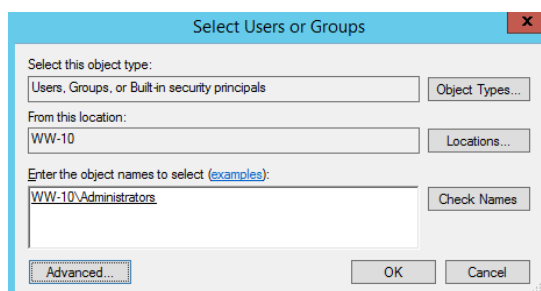 Select Users or Groups
x
Select this object type:
Users, Groups, or Built-in security principals
Object Types...
From this location:
WW-10
Locations...
Enter the object names to select (examples):
WW-10\Administrators
Check Names
Advanced...
OK
Cancel